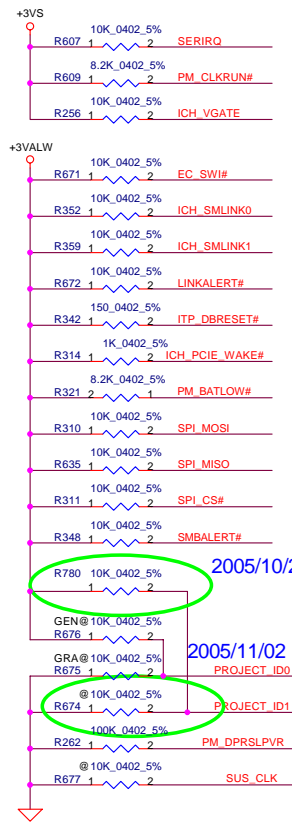 +3VS
10K_0402_5%
R607 1 2 SERIRQ
8.2K_0402_5%
R609 1 2 PM_CLKRUN#
10K_0402_5%
R256 1 2 ICH_VGATE
+3VALW
10K_0402_5%
R671 1 2 EC_SWI#
10K_0402_5%
R352 1 2 ICH_SMLINK0
10K_0402_5%
R359 1 2 ICH_SMLINK1
10K_0402_5%
R672 1 2 LINKALERT#
150_0402_5%
R342 1 2 ITP_DBRESET#
1K_0402_5%
R314 1 2 ICH_PCIE_WAKE#
8.2K_0402_5%
R321 2 1 PM_BATLOW#
10K_0402_5%
R310 1 2 SPI_MOSI
10K_0402_5%
R635 1 2 SPI_MISO
10K_0402_5%
R311 1 2 SPI_CS#
10K_0402_5%
R348 1 2 SMBALERT#
2005/10/2
R780 10K_0402_5%
1 2
GEN@ 10K_0402_5%
R676 1 2
2005/11/02
GRA@ 10K_0402_5%
R675 1 2 PROJECT_ID0
@ 10K_0402_5%
R674 1 2 PROJECT_ID1
100K_0402_5%
R262 1 2 PM_DPRSLPVR
@ 10K_0402_5%
R677 1 2 SUS_CLK